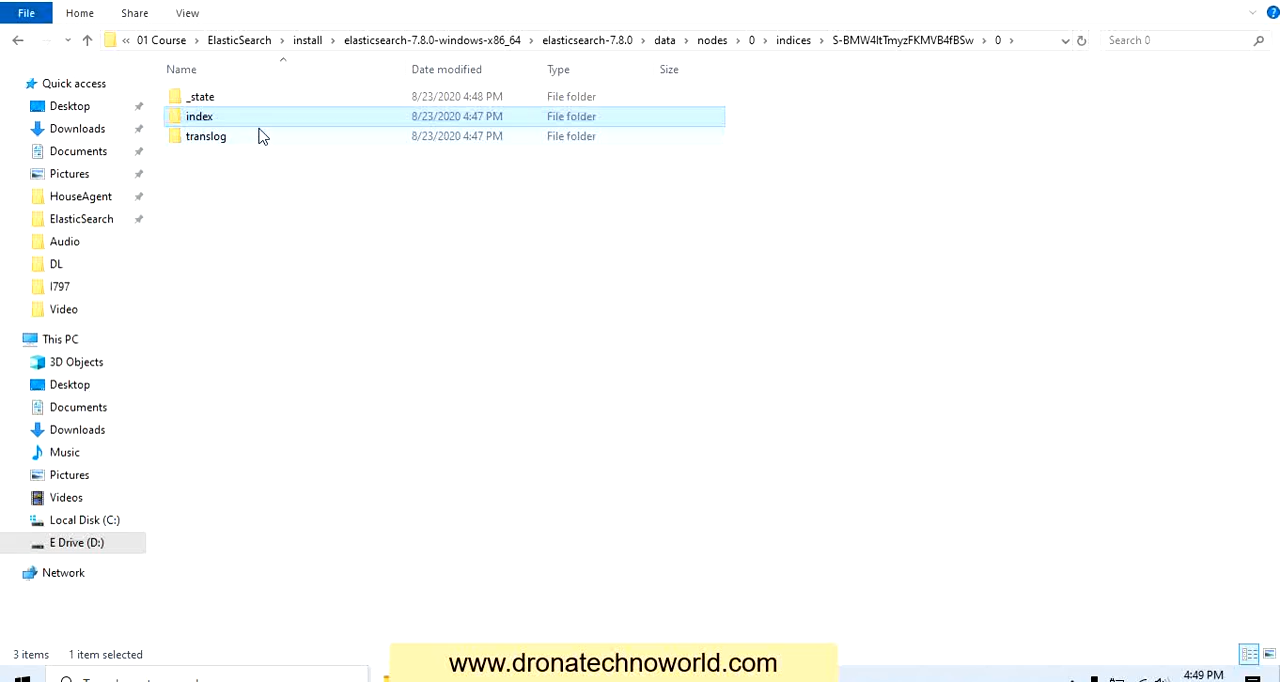 File Home Share View
« 01 Course > ElasticSearch > install > elasticsearch-7.8.0-windows-x86_64 > elasticsearch-7.8.0 > data > nodes > 0 > indices > S-BMW4ItTmyzFKMVB4fBSw > 0 > Search 0
Name Date modified Type Size
_state 8/23/2020 4:48 PM File folder
index 8/23/2020 4:47 PM File folder
translog 8/23/2020 4:47 PM File folder
Quick access
Desktop
Downloads
Documents
Pictures
HouseAgent
ElasticSearch
Audio
DL
I797
Video
This PC
3D Objects
Desktop
Documents
Downloads
Music
Pictures
Videos
Local Disk (C:)
E Drive (D:)
Network
3 items 1 item selected
www.dronatechnoworld.com
4:49 PM